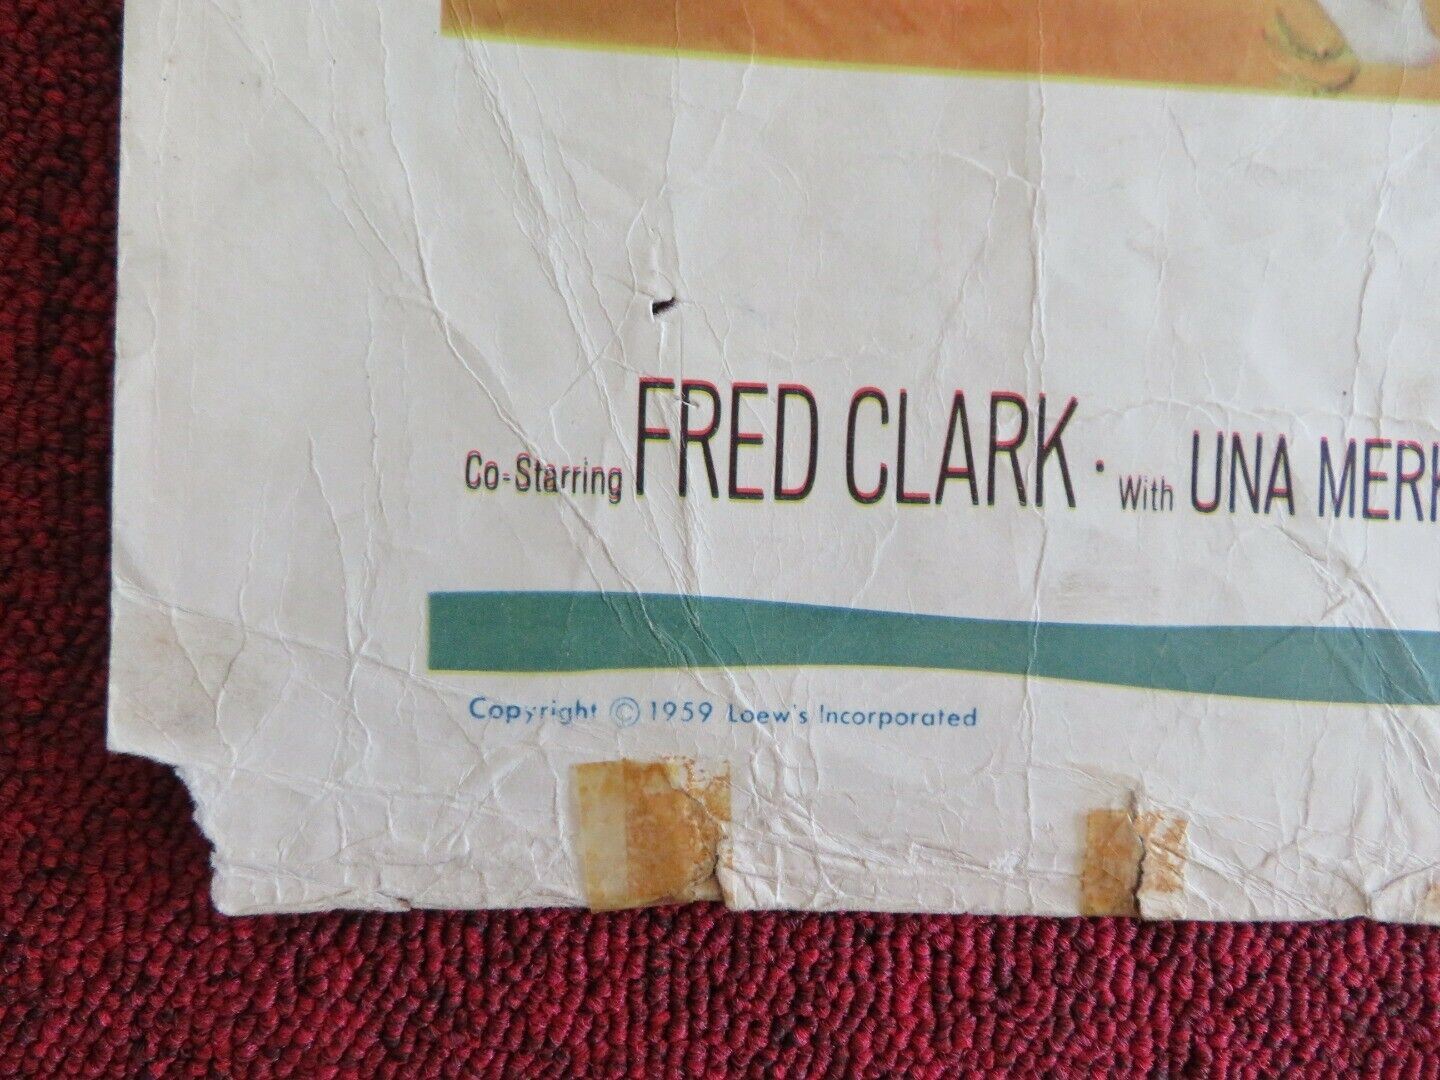 Co-Starring FRED CLARK · With UNA MERK
Copyright © 1959 Loew's Incorporated